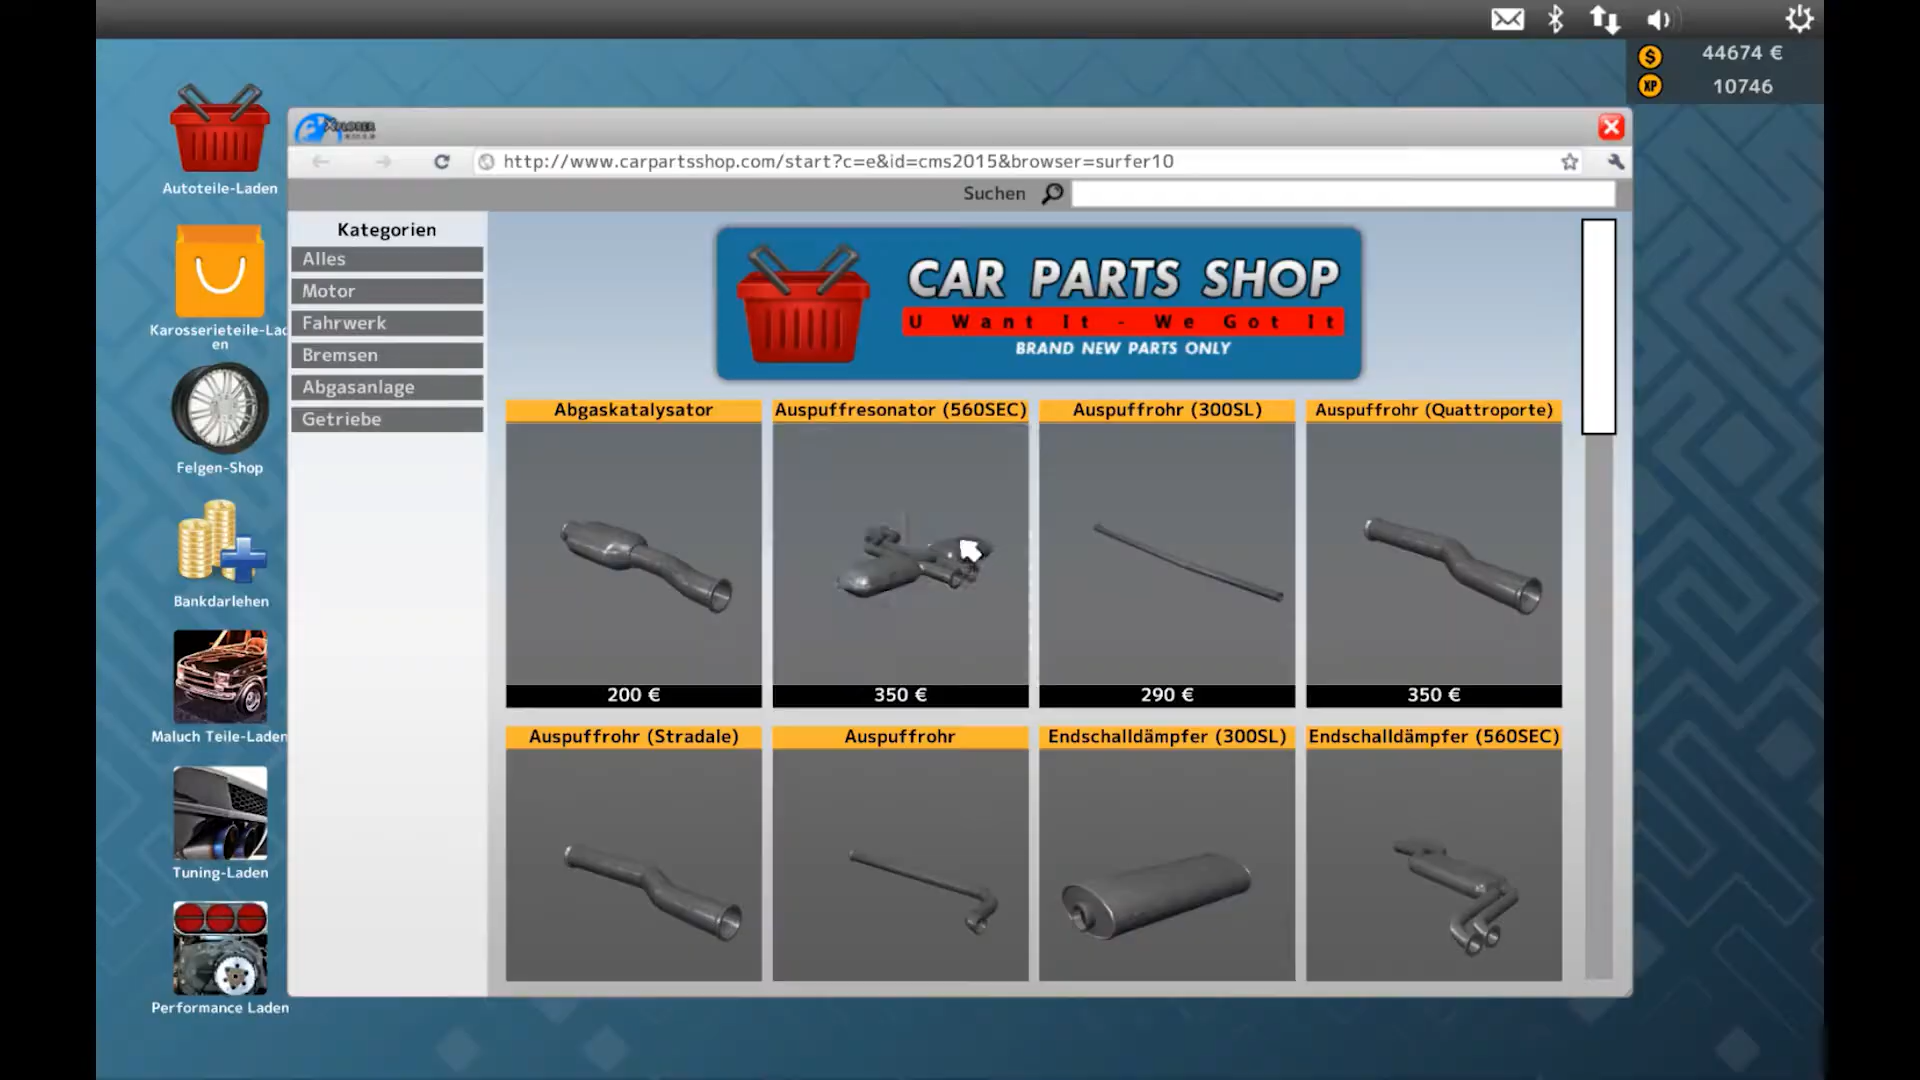 44674 €
XP 10746
Autoteile-Laden
Karosserieteile-Lad
en
Felgen-Shop
Bankdarlehen
Maluch Teile-Laden
Tuning-Laden
Performance Laden
http://www.carpartsshop.com/start?c=e&id=cms2015&browser=surfer10
Suchen
Kategorien
Alles
Motor
Fahrwerk
Bremsen
Abgasanlage
Getriebe
CAR PARTS SHOP
U Want It - We Got It
BRAND NEW PARTS ONLY
Abgaskatalysator
Auspuffresonator (560SEC)
Auspuffrohr (300SL)
Auspuffrohr (Quattroporte)
200 €
350 €
290 €
350 €
Auspuffrohr (Stradale)
Auspuffrohr
Endschalldämpfer (300SL)
Endschalldämpfer (560SEC)